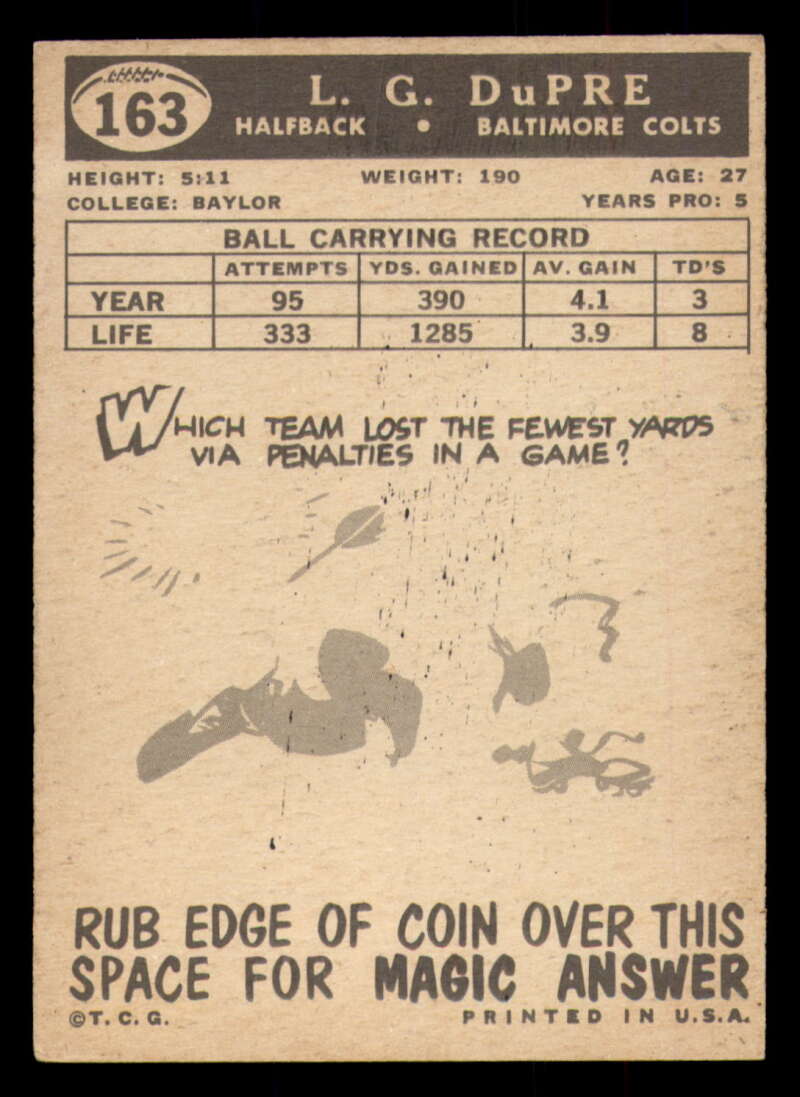 163
L. G. DuPRE
HALFBACK • BALTIMORE COLTS
HEIGHT: 5:11 WEIGHT: 190 AGE: 27
COLLEGE: BAYLOR YEARS PRO: 5
BALL CARRYING RECORD
ATTEMPTS YDS. GAINED AV. GAIN TD'S
YEAR 95 390 4.1 3
LIFE 333 1285 3.9 8
WHICH TEAM LOST THE FEWEST YARDS
VIA PENALTIES IN A GAME?
RUB EDGE OF COIN OVER THIS
SPACE FOR MAGIC ANSWER
©T. C. G. PRINTED IN U.S.A.